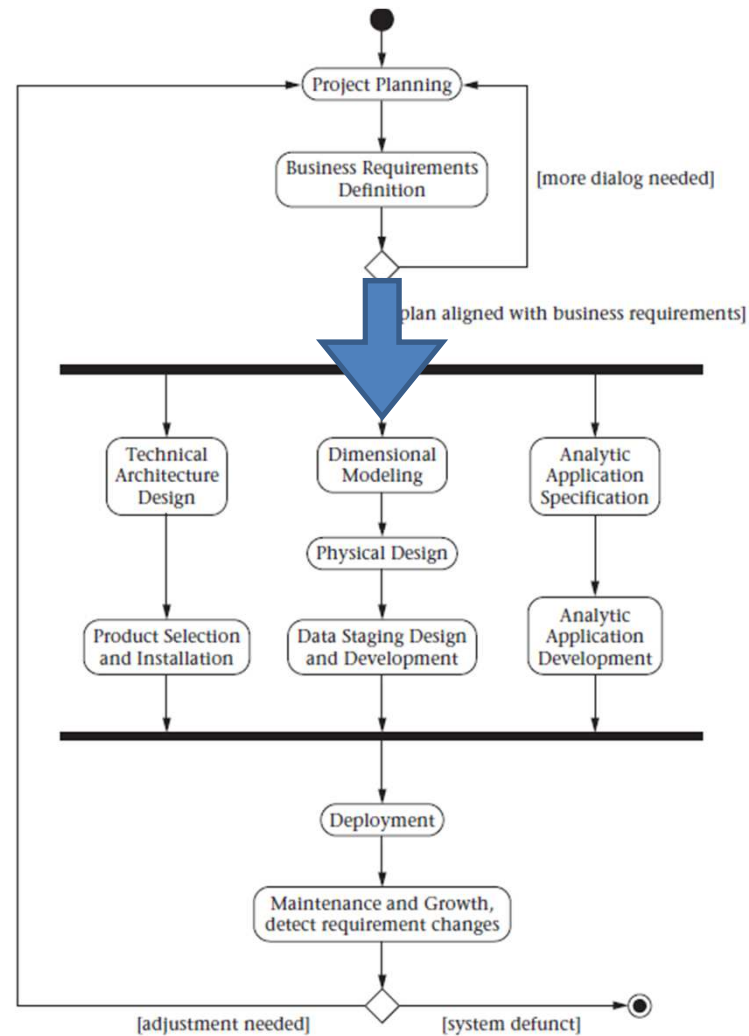 Project Planning
Business Requirements
Definition
[more dialog needed]
plan aligned with business requirements]
Technical
Architecture
Design
Dimensional
Modeling
Analytic
Application
Specification
Physical Design
Product Selection
and Installation
Data Staging Design
and Development
Analytic
Application
Development
Deployment
Maintenance and Growth,
detect requirement changes
[adjustment needed]
[system defunct]